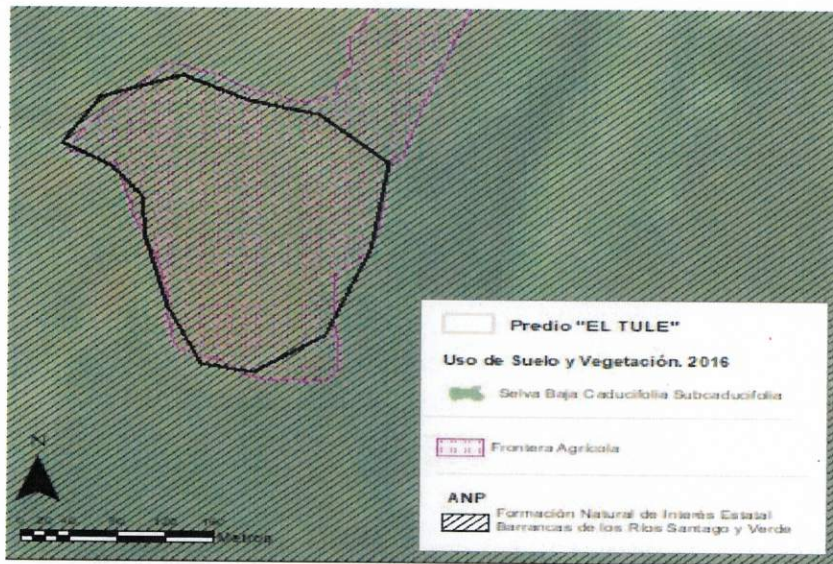 Predio "EL TULE"
Uso de Suelo y Vegetación. 2016
Selva Baja Caducifolia Subcaducifolia
Frontera Agrícola
ANP
Formación Natural de Interés Estatal
Barrancas de los Ríos Santago y Verde
N
Metros